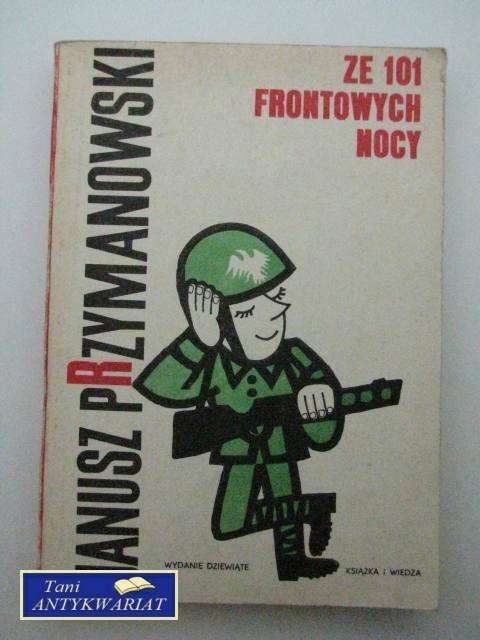 JANUSZ PRZYMANOWSKI
ZE 101
FRONTOWYCH
NOCY
WYDANIE DZIEWIĄTE
KSIĄŻKA I WIEDZA
Tani
ANTYKWARIAT